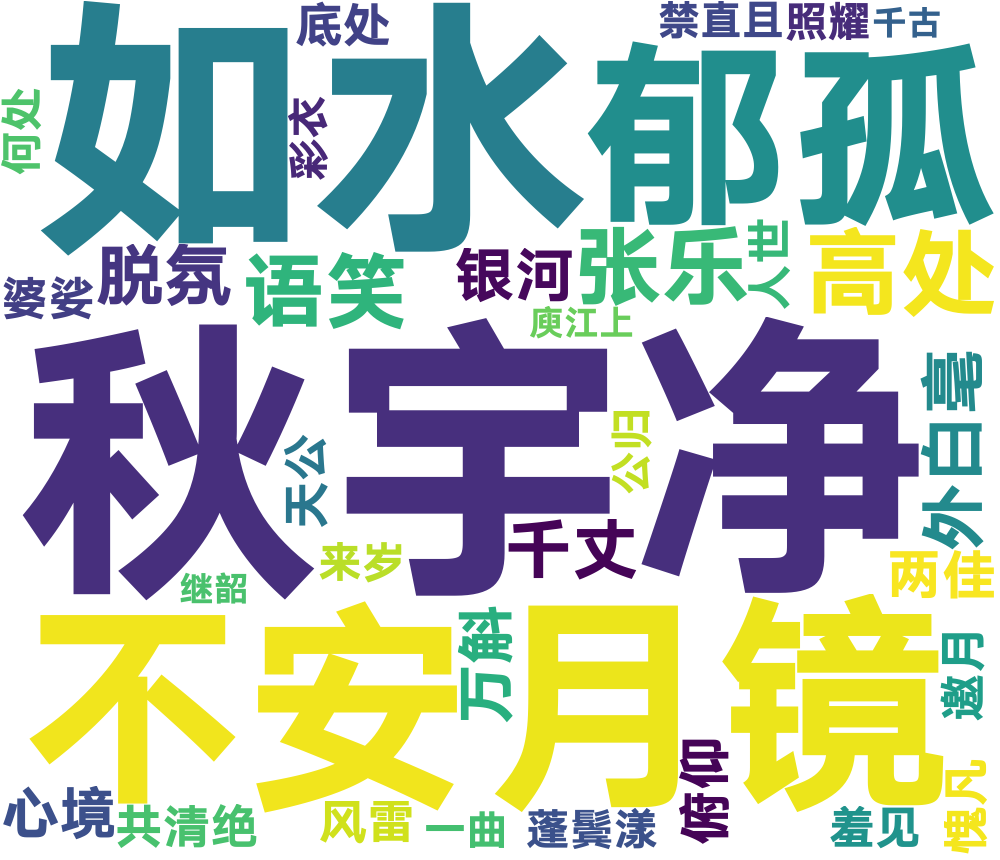 底处
禁直且
照耀
千古
如水
郁孤
何处
彩衣
婆娑
脱氛
语笑
银河
张乐
人世
高处
庾江上
秋宇净
天公
公归
白毫
外
千丈
来岁
继韶
两佳
不安
月镜
万斛
邀月
心境
共清绝
风雷
一曲
蓬鬓漾
俯仰
羞见
愧凡